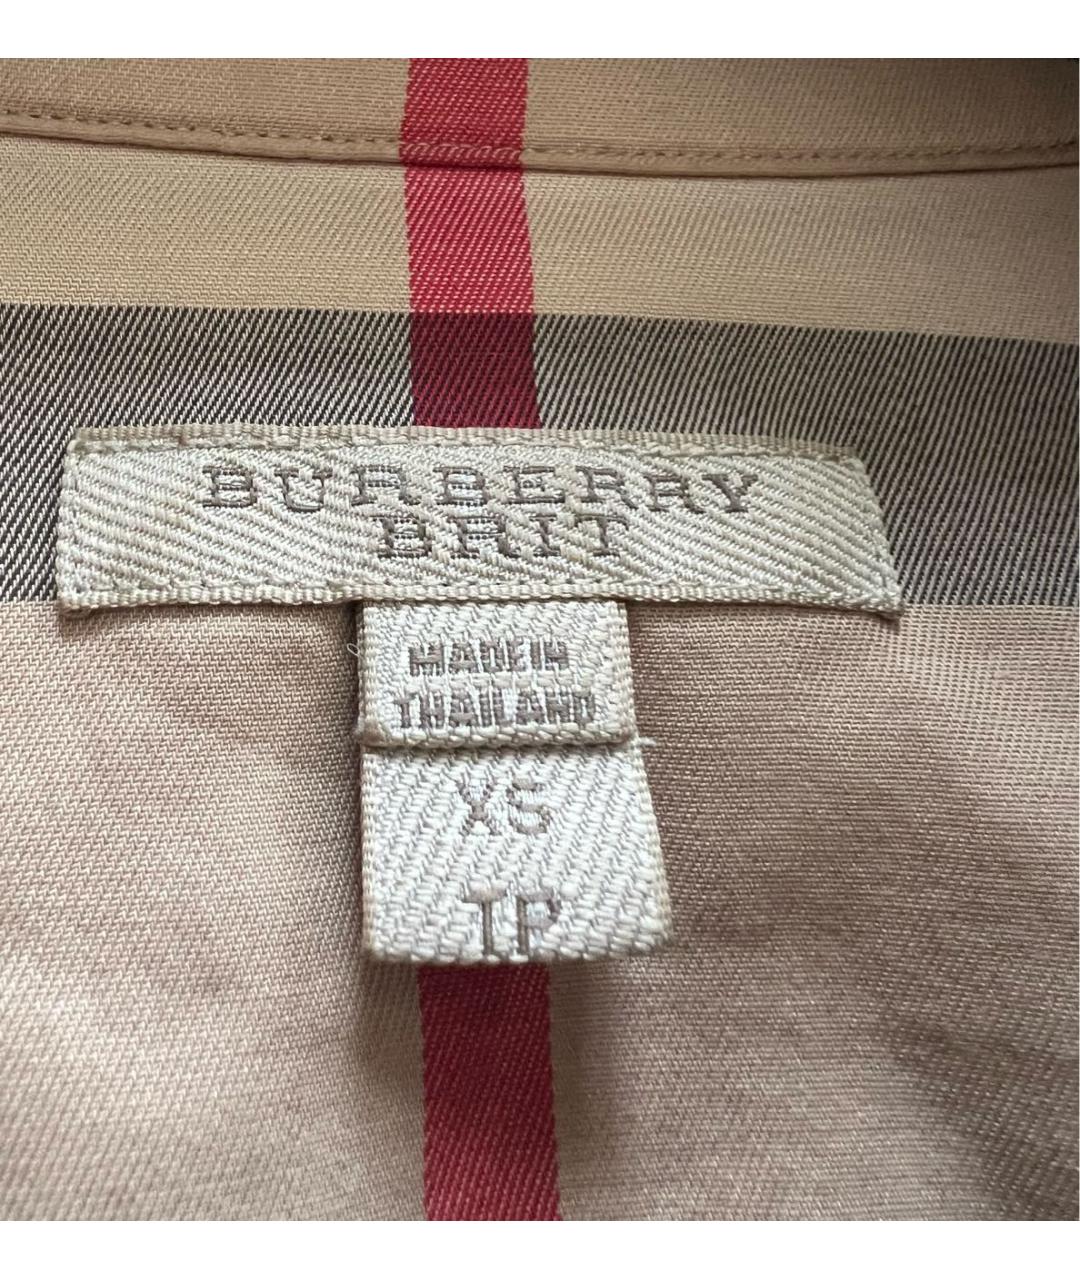 BURBERRY
BRIT
MADE IN
THAILAND
XS
TP